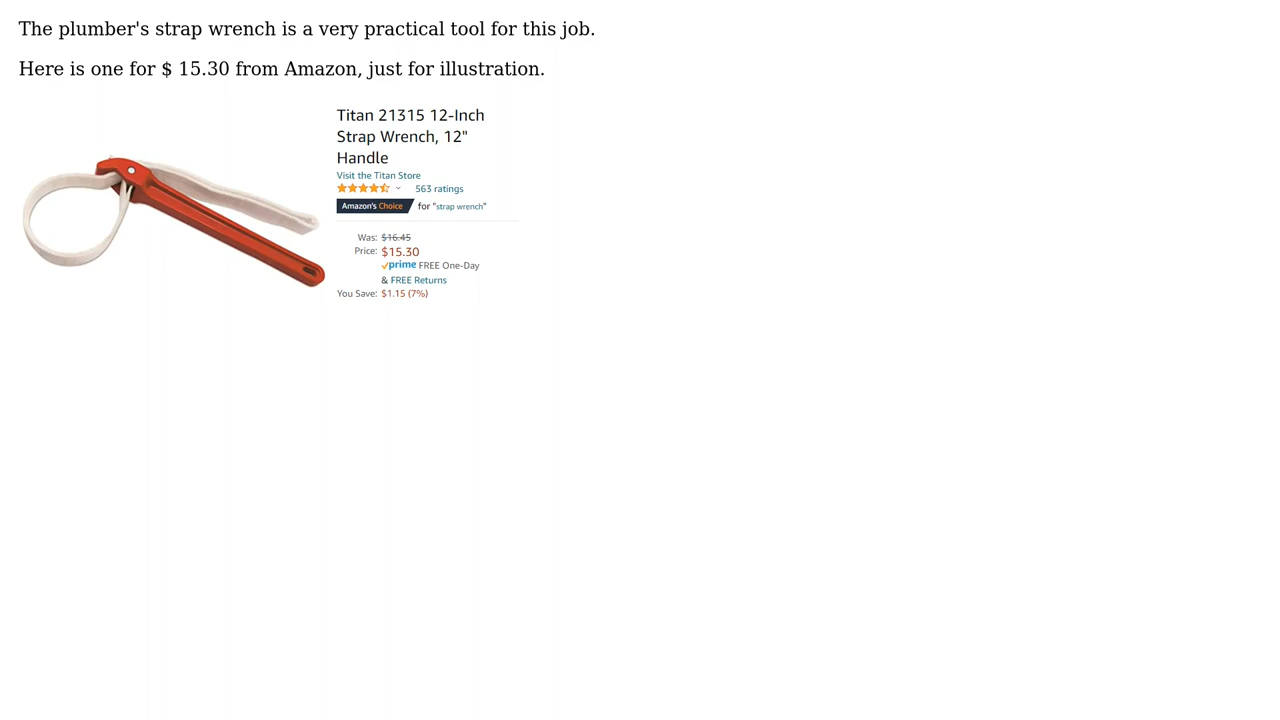 The plumber's strap wrench is a very practical tool for this job.
Here is one for $ 15.30 from Amazon, just for illustration.
Titan 21315 12-Inch
Strap Wrench, 12"
Handle
Visit the Titan Store
563 ratings
Amazon's Choice for "strap wrench"
Was: $16.45
Price: $15.30
prime FREE One-Day
& FREE Returns
You Save: $1.15 (7%)